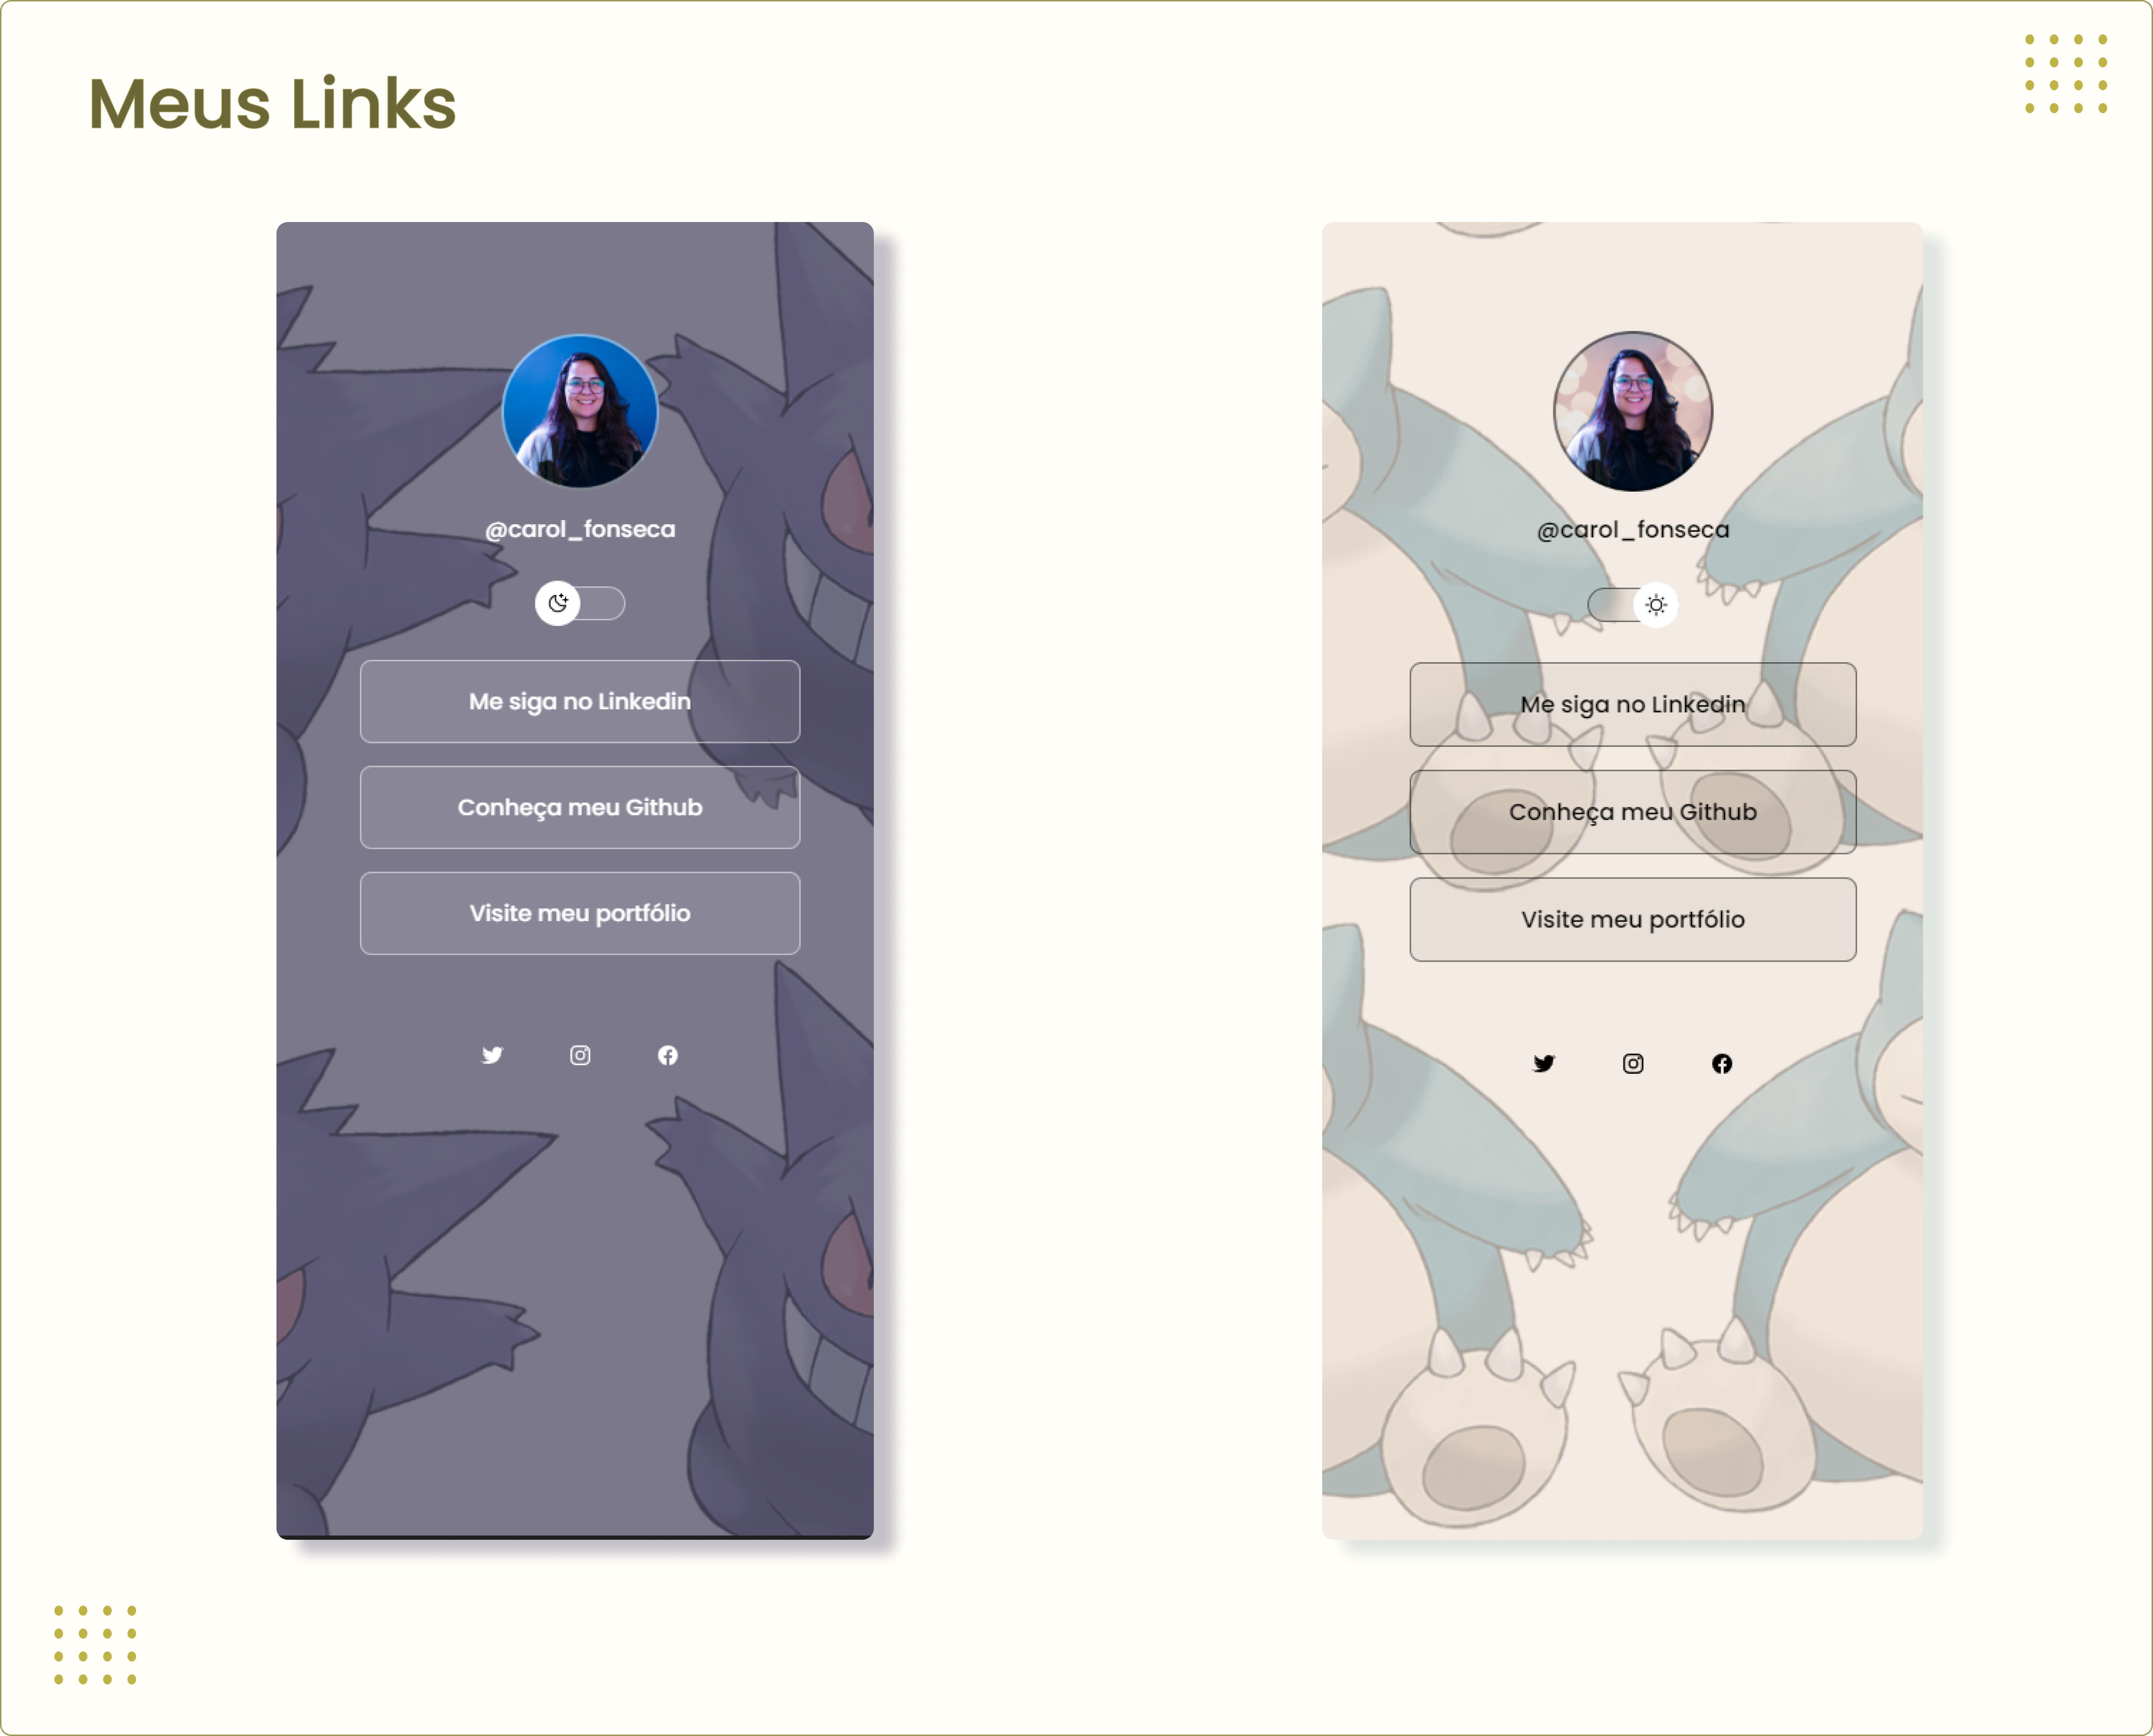 Meus Links
@carol_fonseca
Me siga no Linkedin
Conheça meu Github
Visite meu portfólio
@carol_fonseca
Me siga no Linkedin
Conheça meu Github
Visite meu portfólio